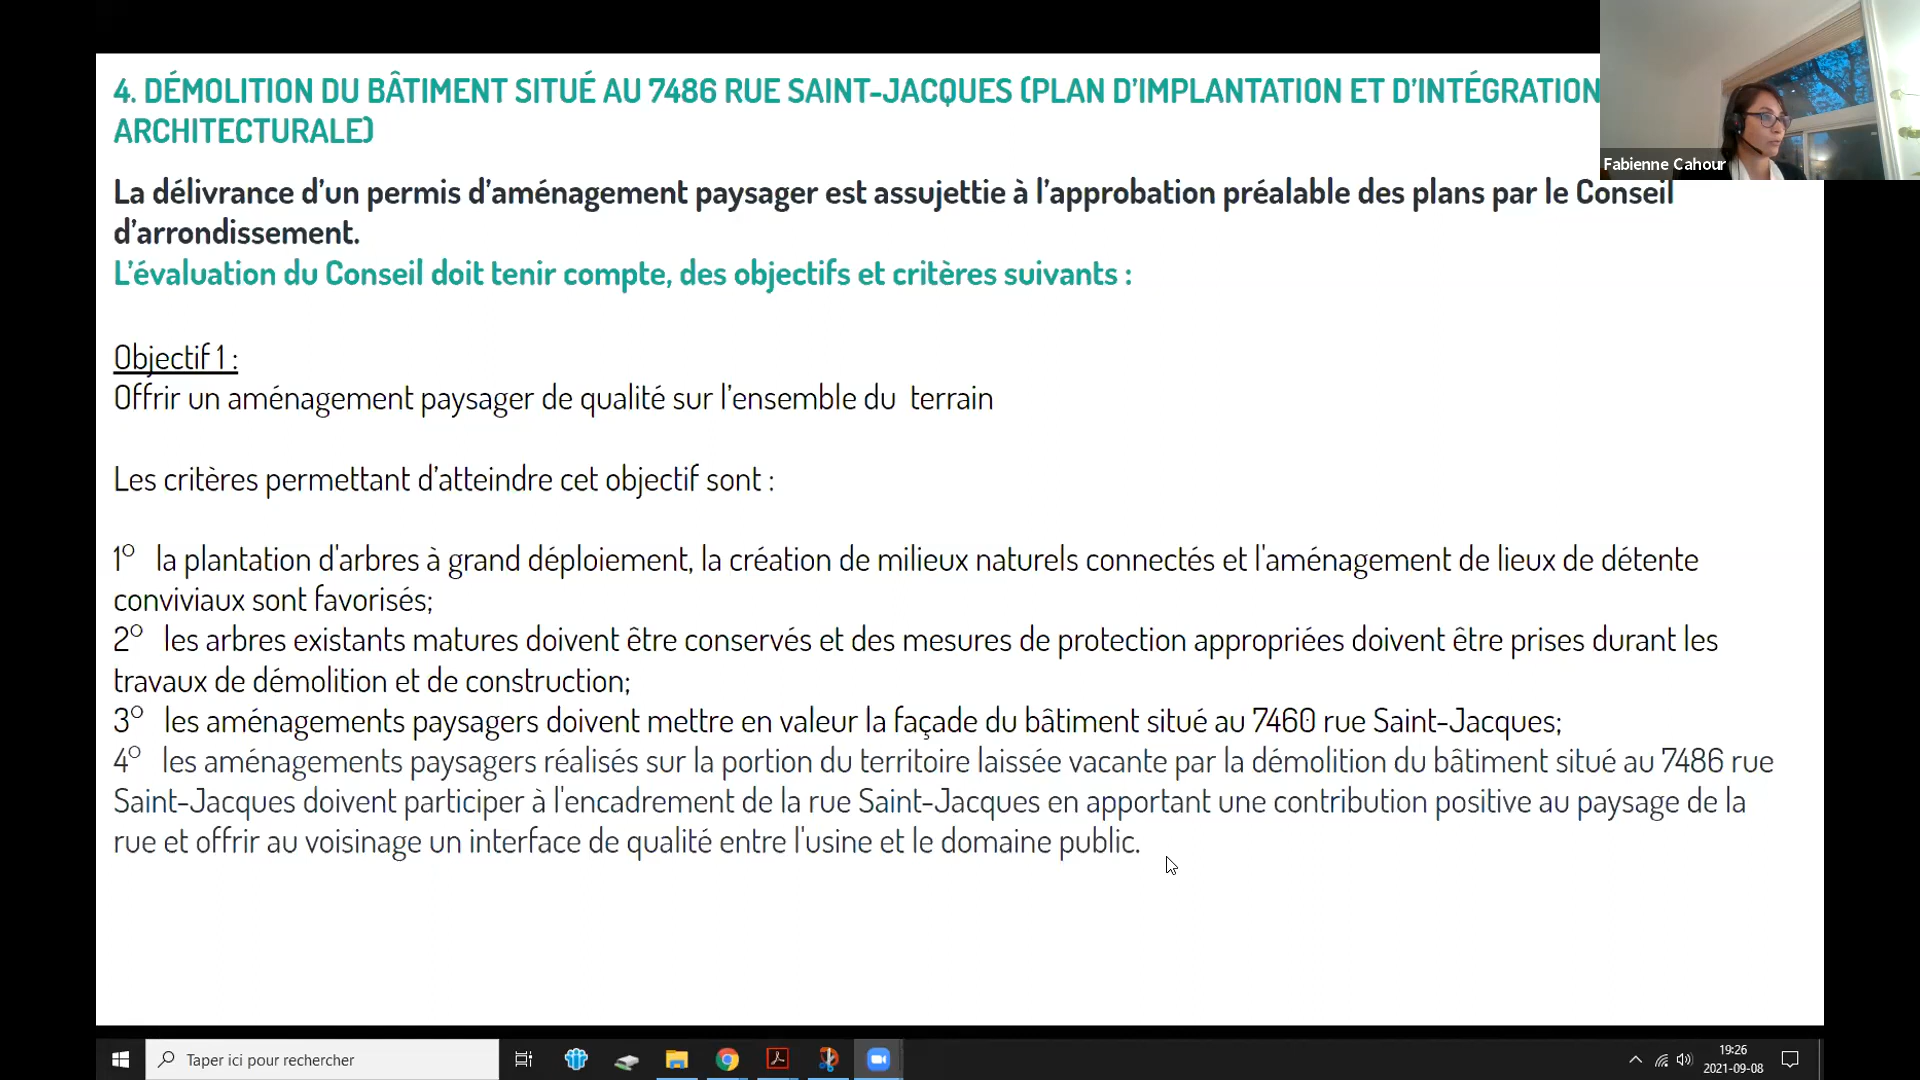 4. DÉMOLITION DU BÂTIMENT SITUÉ AU 7486 RUE SAINT-JACQUES (PLAN D’IMPLANTATION ET D’INTÉGRATION
ARCHITECTURALE)
Fabienne Cahour
La délivrance d’un permis d’aménagement paysager est assujettie à l’approbation préalable des plans par le Conseil
d’arrondissement.
L’évaluation du Conseil doit tenir compte, des objectifs et critères suivants :
Objectif 1 :
Offrir un aménagement paysager de qualité sur l’ensemble du terrain
Les critères permettant d’atteindre cet objectif sont :
1° la plantation d'arbres à grand déploiement, la création de milieux naturels connectés et l'aménagement de lieux de détente
conviviaux sont favorisés;
2° les arbres existants matures doivent être conservés et des mesures de protection appropriées doivent être prises durant les
travaux de démolition et de construction;
3° les aménagements paysagers doivent mettre en valeur la façade du bâtiment situé au 7460 rue Saint-Jacques;
4° les aménagements paysagers réalisés sur la portion du territoire laissée vacante par la démolition du bâtiment situé au 7486 rue
Saint-Jacques doivent participer à l'encadrement de la rue Saint-Jacques en apportant une contribution positive au paysage de la
rue et offrir au voisinage un interface de qualité entre l'usine et le domaine public.
Taper ici pour rechercher
19:26
2021-09-08